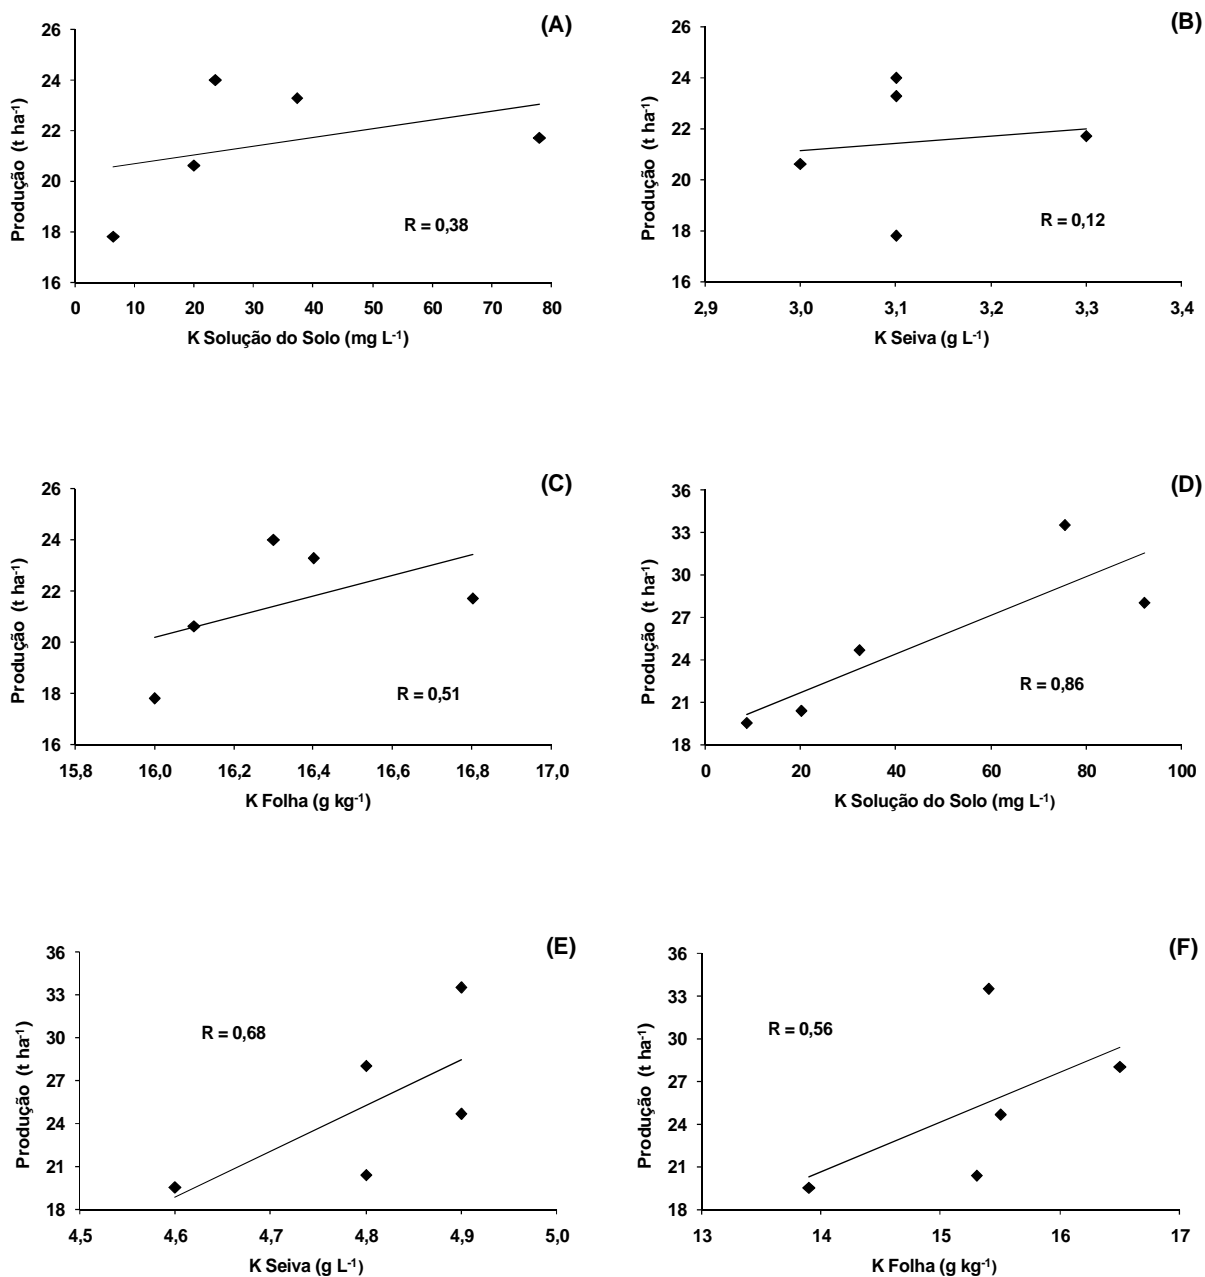 (A)
26
24
22
20
18
16
Produção (t ha-1)
R = 0,38
0 10 20 30 40 50 60 70 80
K Solução do Solo (mg L-1)
(B)
26
24
22
20
18
16
Produção (t ha-1)
R = 0,12
2,9 3,0 3,1 3,2 3,3 3,4
K Seiva (g L-1)
(C)
26
24
22
20
18
16
Produção (t ha-1)
R = 0,51
15,8 16,0 16,2 16,4 16,6 16,8 17,0
K Folha (g kg-1)
(D)
36
33
30
27
24
21
18
Produção (t ha-1)
R = 0,86
0 20 40 60 80 100
K Solução do Solo (mg L-1)
(E)
36
33
30
27
24
21
18
Produção (t ha-1)
R = 0,68
4,5 4,6 4,7 4,8 4,9 5,0
K Seiva (g L-1)
(F)
36
33
30
27
24
21
18
Produção (t ha-1)
R = 0,56
13 14 15 16 17
K Folha (g kg-1)